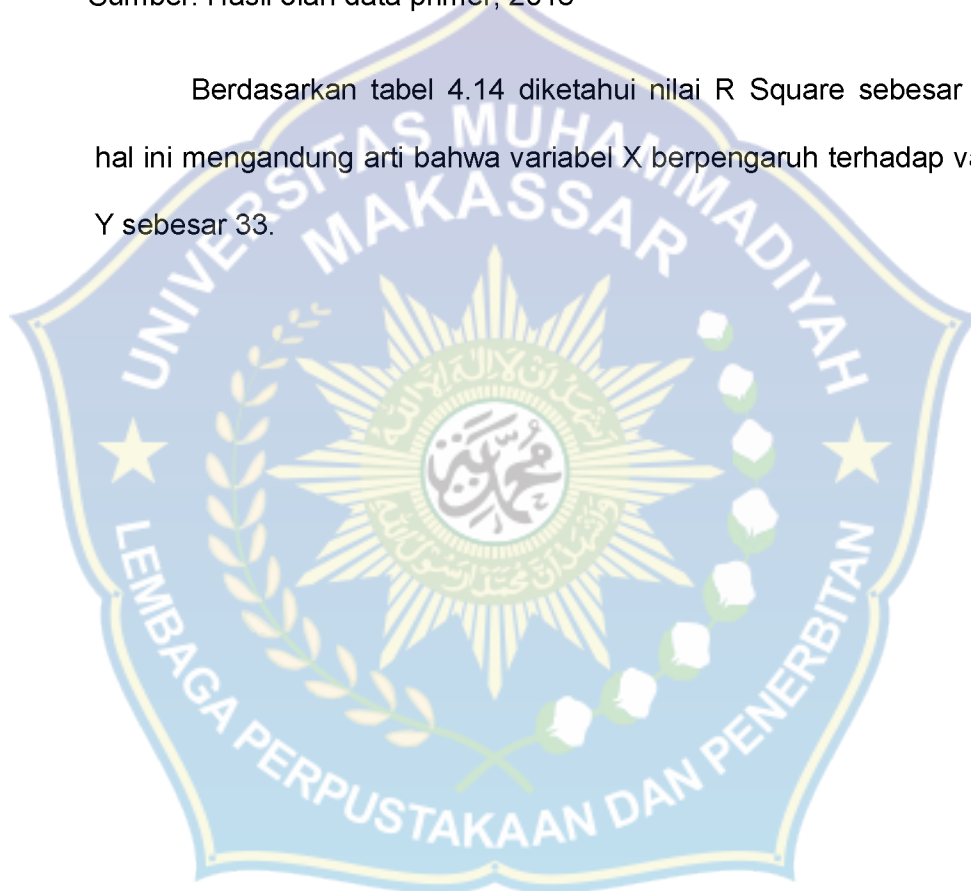 Sumber: Hasil olah data primer,
Berdasarkan tabel 4.14 diketahui nilai R Square sebesar
hal ini mengandung arti bahwa variabel X berpengaruh terhadap
Y sebesar 33.
UNIVERSITAS MUHAMMADIYAH
MAKASSAR
LEMBAGA PERPUSTAKAAN DAN PENERBITAN